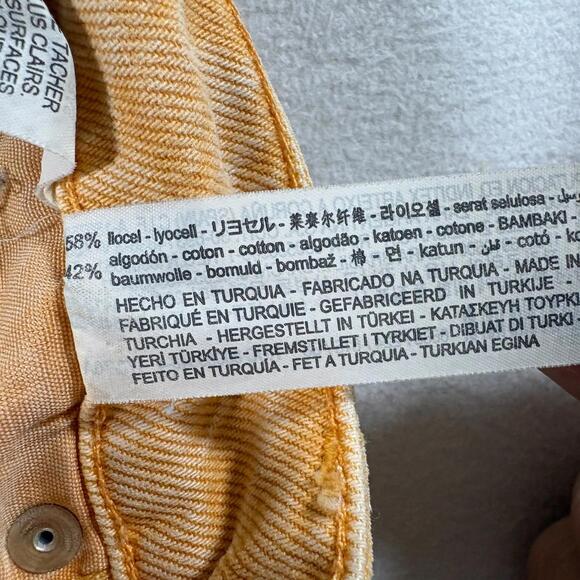 TACHER
US CLAIRS
SURFACES.
58% liocel - lyocell - リヨセル - 莱赛尔纤维 - 라이오셀 - serat selulosa -
algodón - coton - cotton - algodão - katoen - cotone - BAMBAKI -
42% baumwolle - bomuld - bombaž - 棉 - 면 - katun - قطن - cotó -
HECHO EN TURQUIA - FABRICADO NA TURQUIA - MADE IN
FABRIQUÉ EN TURQUIE - GEFABRICEERD IN TURKIJE -
TURCHIA - HERGESTELLT IN TÜRKEI - ΚΑΤΑΣΚΕΥΗ ΤΟΥΡΚΙ
YERİ TÜRKİYE - FREMSTILLET I TYRKIET - DIBUAT DI TURKI -
FEITO EN TURQUÍA - FET A TURQUIA - TURKIAN EGINA